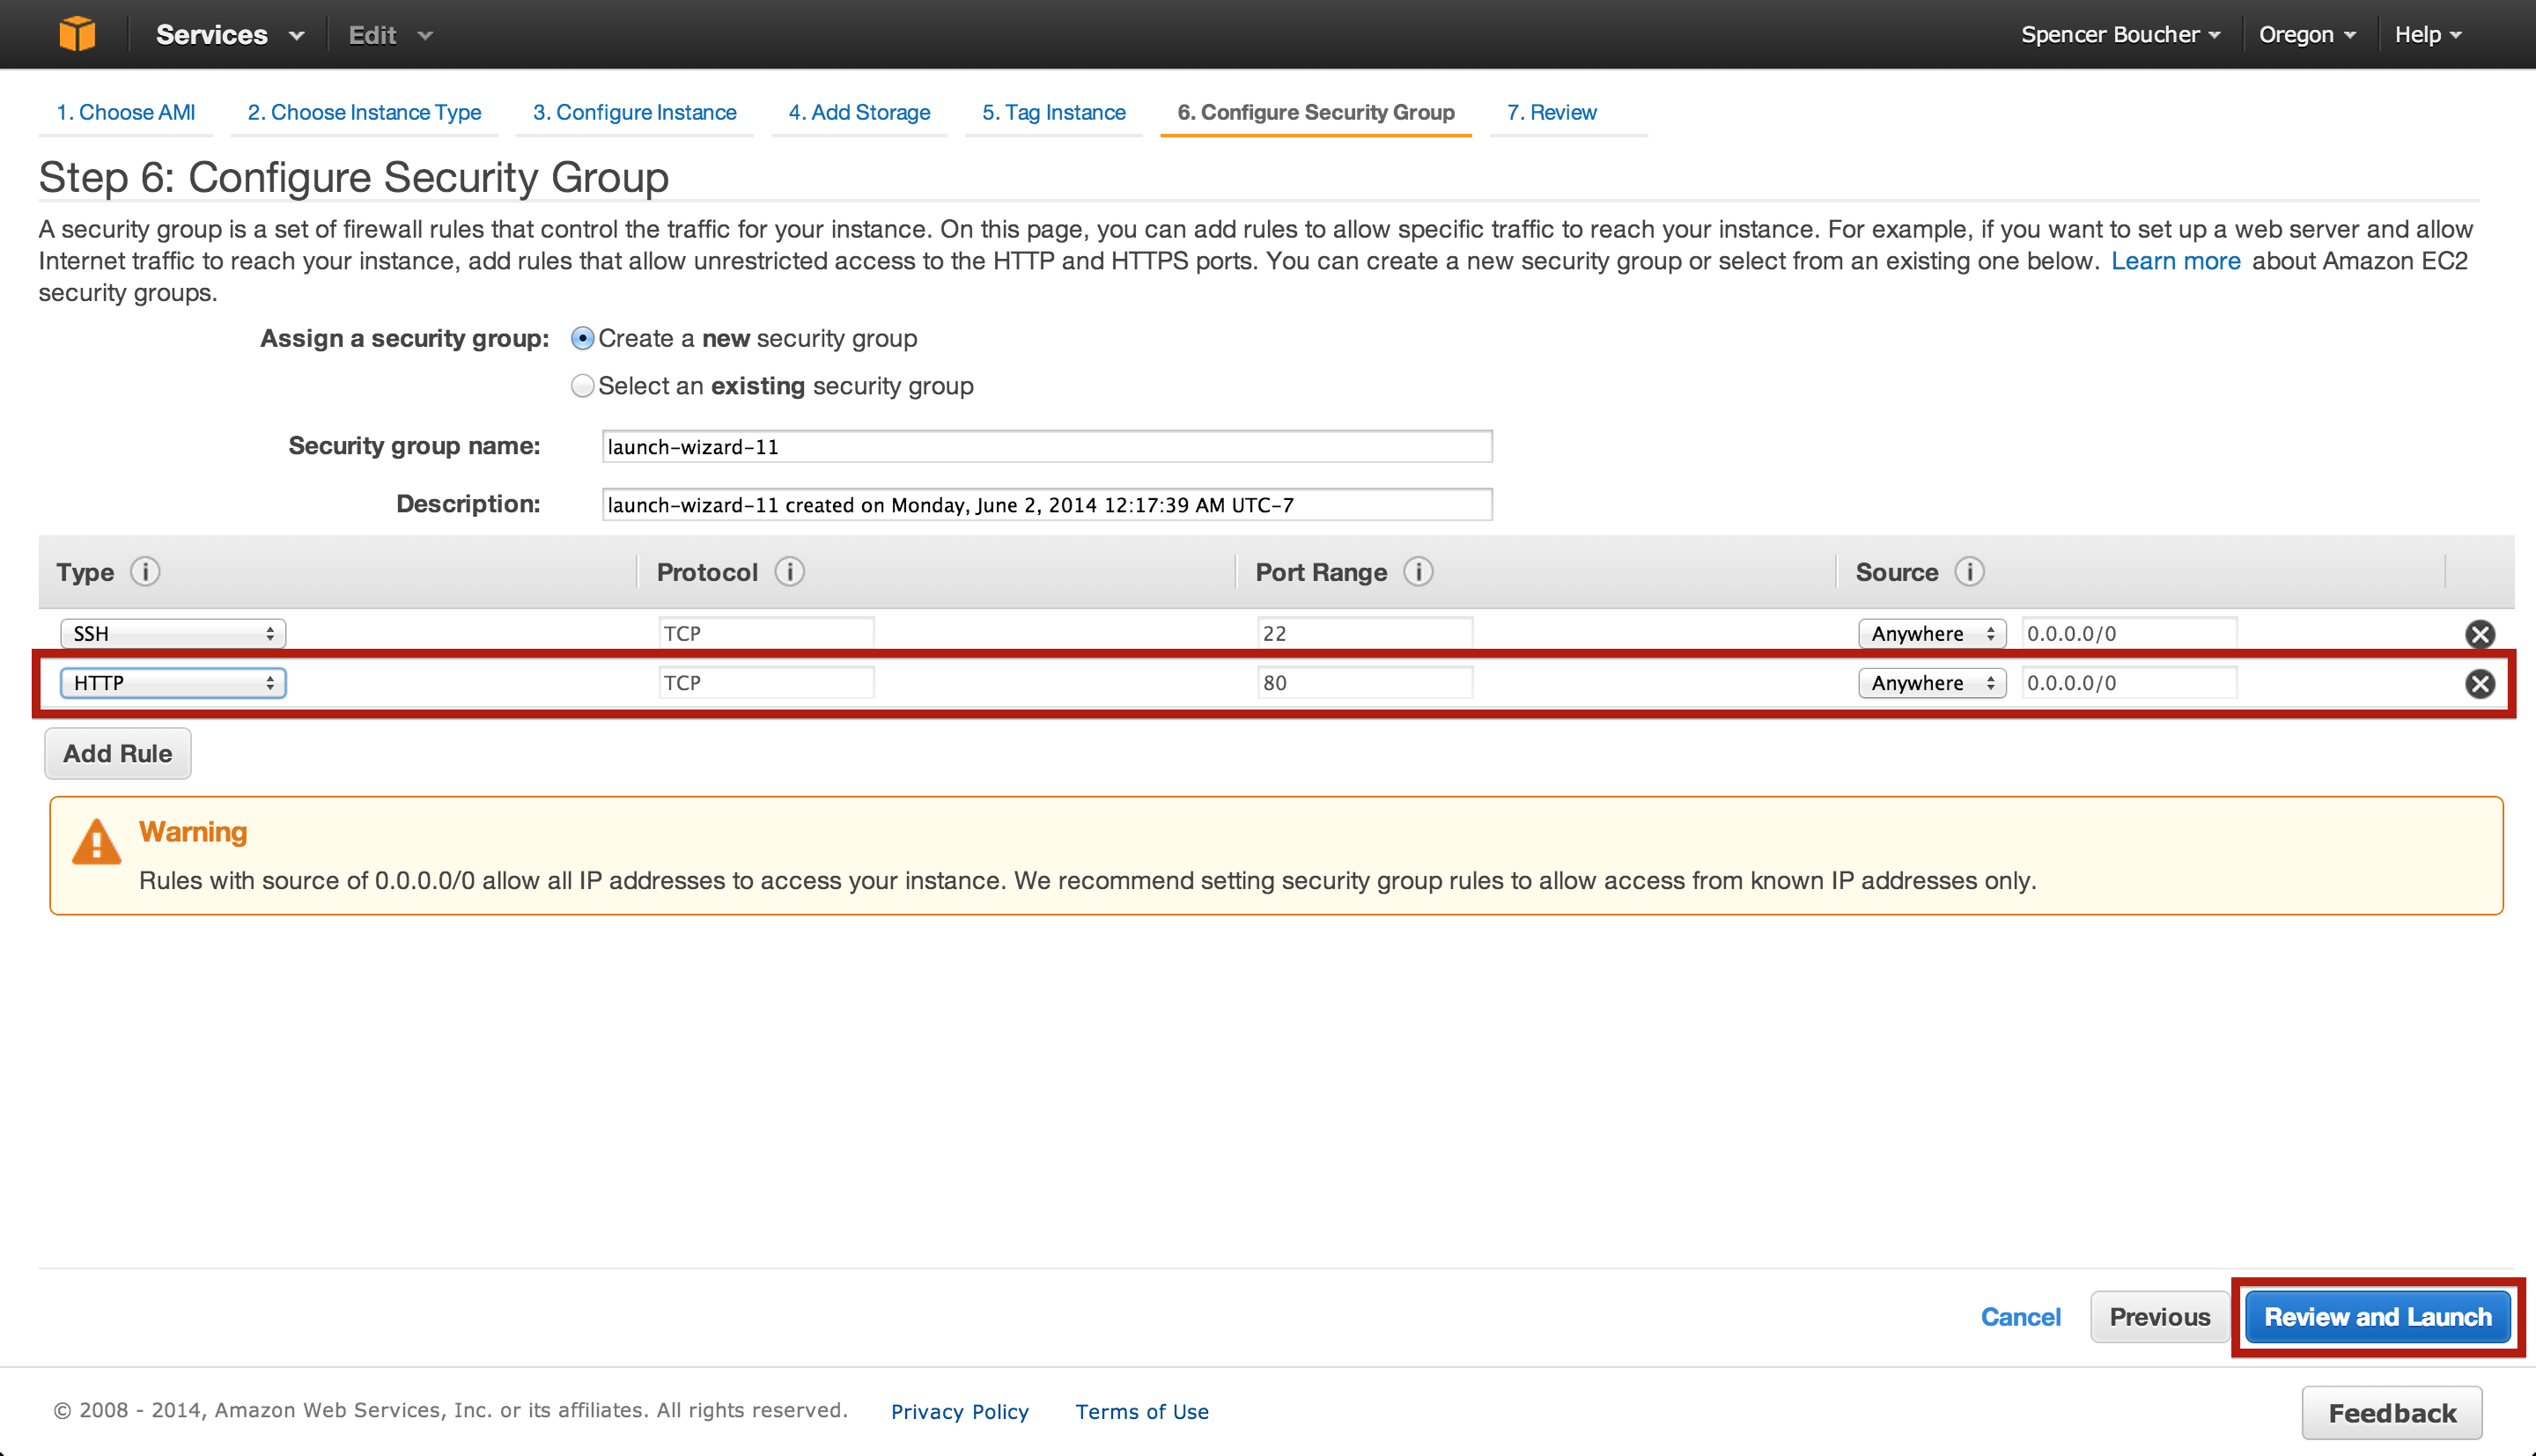 Services Edit Spencer Boucher Oregon Help
1. Choose AMI 2. Choose Instance Type 3. Configure Instance 4. Add Storage 5. Tag Instance 6. Configure Security Group 7. Review
Step 6: Configure Security Group
A security group is a set of firewall rules that control the traffic for your instance. On this page, you can add rules to allow specific traffic to reach your instance. For example, if you want to set up a web server and allow
Internet traffic to reach your instance, add rules that allow unrestricted access to the HTTP and HTTPS ports. You can create a new security group or select from an existing one below. Learn more about Amazon EC2
security groups.
Assign a security group: Create a new security group
Select an existing security group
Security group name: launch-wizard-11
Description: launch-wizard-11 created on Monday, June 2, 2014 12:17:39 AM UTC-7
Type i Protocol i Port Range i Source i
SSH TCP 22 Anywhere 0.0.0.0/0
HTTP TCP 80 Anywhere 0.0.0.0/0
Add Rule
Warning
Rules with source of 0.0.0.0/0 allow all IP addresses to access your instance. We recommend setting security group rules to allow access from known IP addresses only.
Cancel Previous Review and Launch
© 2008 - 2014, Amazon Web Services, Inc. or its affiliates. All rights reserved. Privacy Policy Terms of Use Feedback